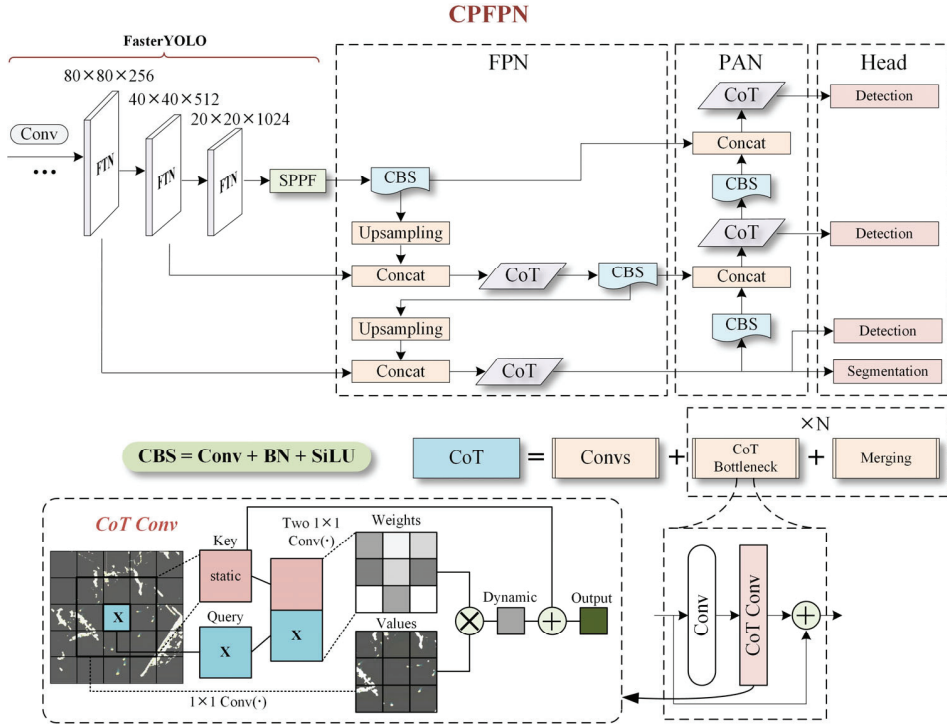 CPFPN
FasterYOLO
80×80×256
40×40×512
20×20×1024
Conv
...
FTN
FTN
FTN
SPPF
FPN
CBS
Upsampling
Concat
CoT
CBS
Upsampling
Concat
CoT
PAN
CoT
Concat
CBS
CoT
Concat
CBS
Head
Detection
Detection
Detection
Segmentation
CBS = Conv + BN + SiLU
CoT = Convs + CoT Bottleneck + Merging
×N
CoT Conv
Key
static
Query
X
X
X
Two 1×1
Conv(·)
Weights
Values
1×1 Conv(·)
Dynamic
Output
Conv
CoT Conv